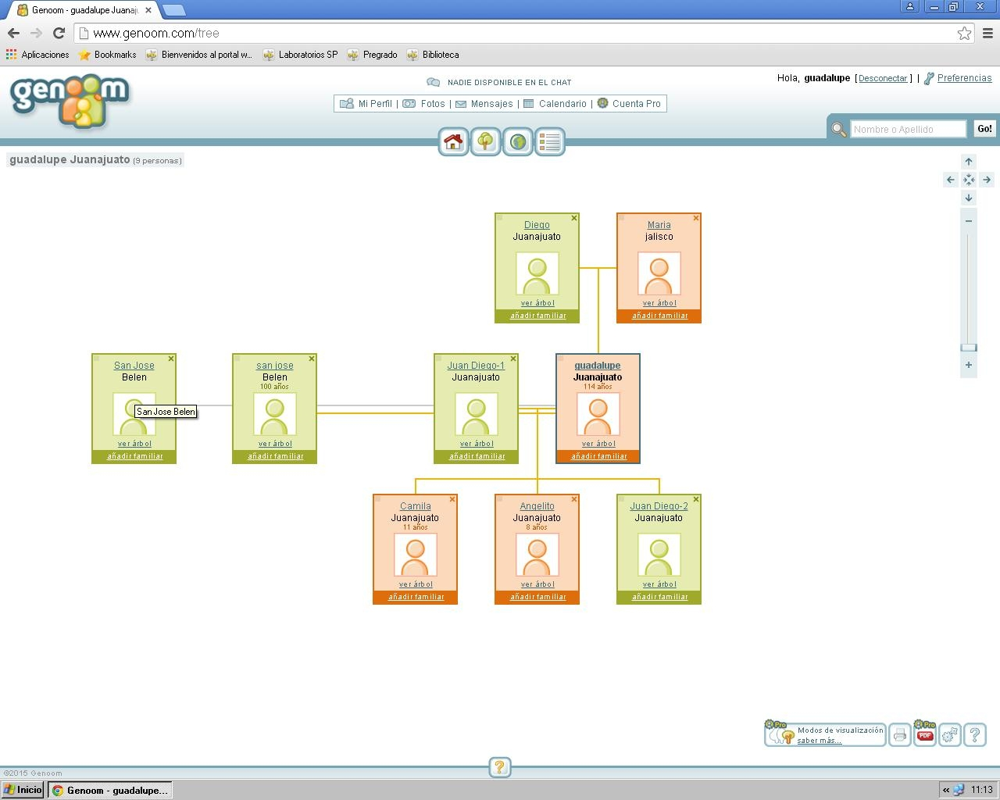 Genoom - guadalupe Juanaj
www.genoom.com/tree
Aplicaciones Bookmarks Bienvenidos al portal w... Laboratorios SP Pregrado Biblioteca
genoom
NADIE DISPONIBLE EN EL CHAT
Hola, guadalupe [Desconectar] | Preferencias
Mi Perfil | Fotos | Mensajes | Calendario | Cuenta Pro
Nombre o Apellido Go!
guadalupe Juanajuato (9 personas)
Diego
Juanajuato
ver árbol
añadir familiar
Maria
jalisco
ver árbol
añadir familiar
San Jose
Belen
San Jose Belen
ver árbol
añadir familiar
san jose
Belen
100 años
ver árbol
añadir familiar
Juan Diego-1
Juanajuato
ver árbol
añadir familiar
guadalupe
Juanajuato
114 años
ver árbol
añadir familiar
Camila
Juanajuato
11 años
ver árbol
añadir familiar
Angelito
Juanajuato
8 años
ver árbol
añadir familiar
Juan Diego-2
Juanajuato
ver árbol
añadir familiar
Pro
Modos de visualización
saber más...
Pro
PDF
?
?
©2015 Genoom
Inicio Genoom - guadalupe... « 11:13